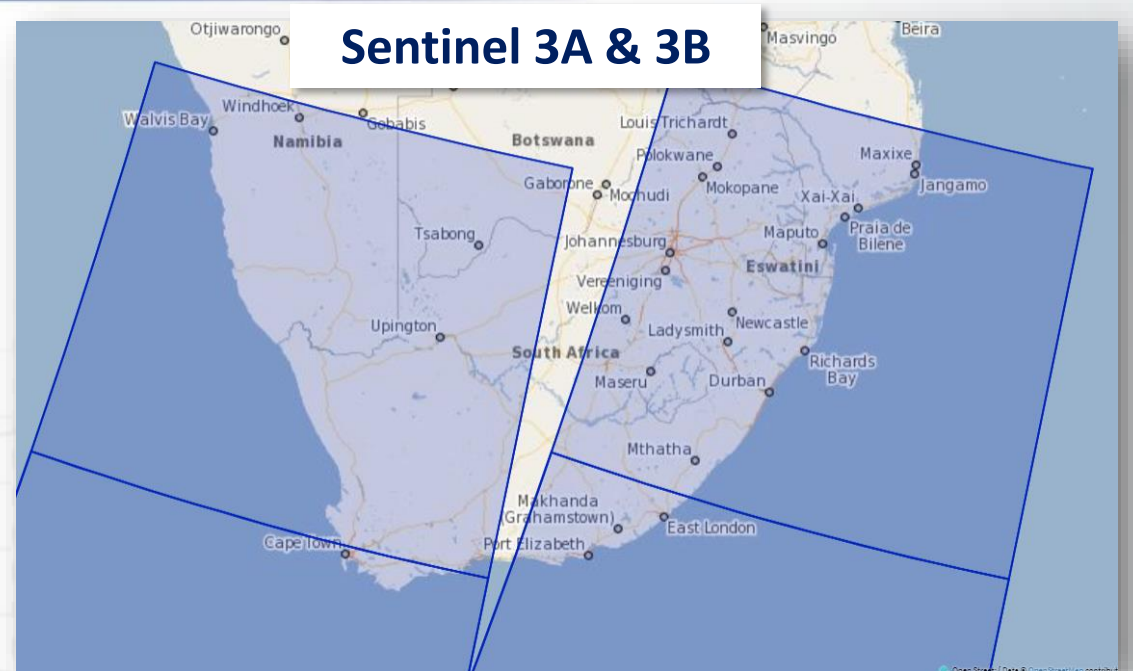 Sentinel 3A & 3B
Otjiwarongo
Masvingo
Beira
Windhoek
Walvis Bay
Gobabis
Namibia
Botswana
Louis Trichardt
Polokwane
Mokopane
Maxixe
Jangamo
Gaborone
Mochudi
Xai-Xai
Praia de
Bilene
Tsabong
Johannesburg
Maputo
Eswatini
Vereeniging
Welkom
Newcastle
Ladysmith
Upington
South Africa
Richards
Bay
Maseru
Durban
Mthatha
Makhanda
(Grahamstown)
East London
Cape Town
Port Elizabeth